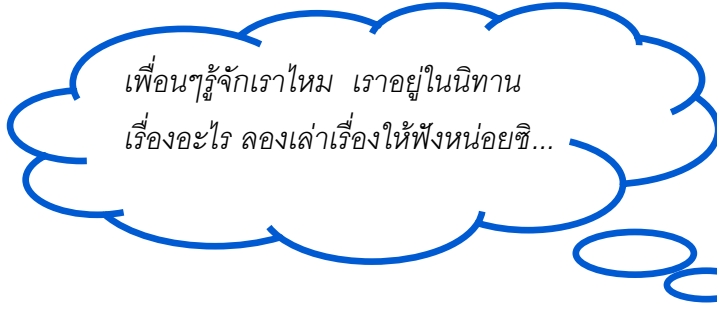 เพื่อนๆรู้จักเราไหม เราอยู่ในนิทาน
เรื่องอะไร ลองเล่าเรื่องให้ฟังหน่อยซิ...